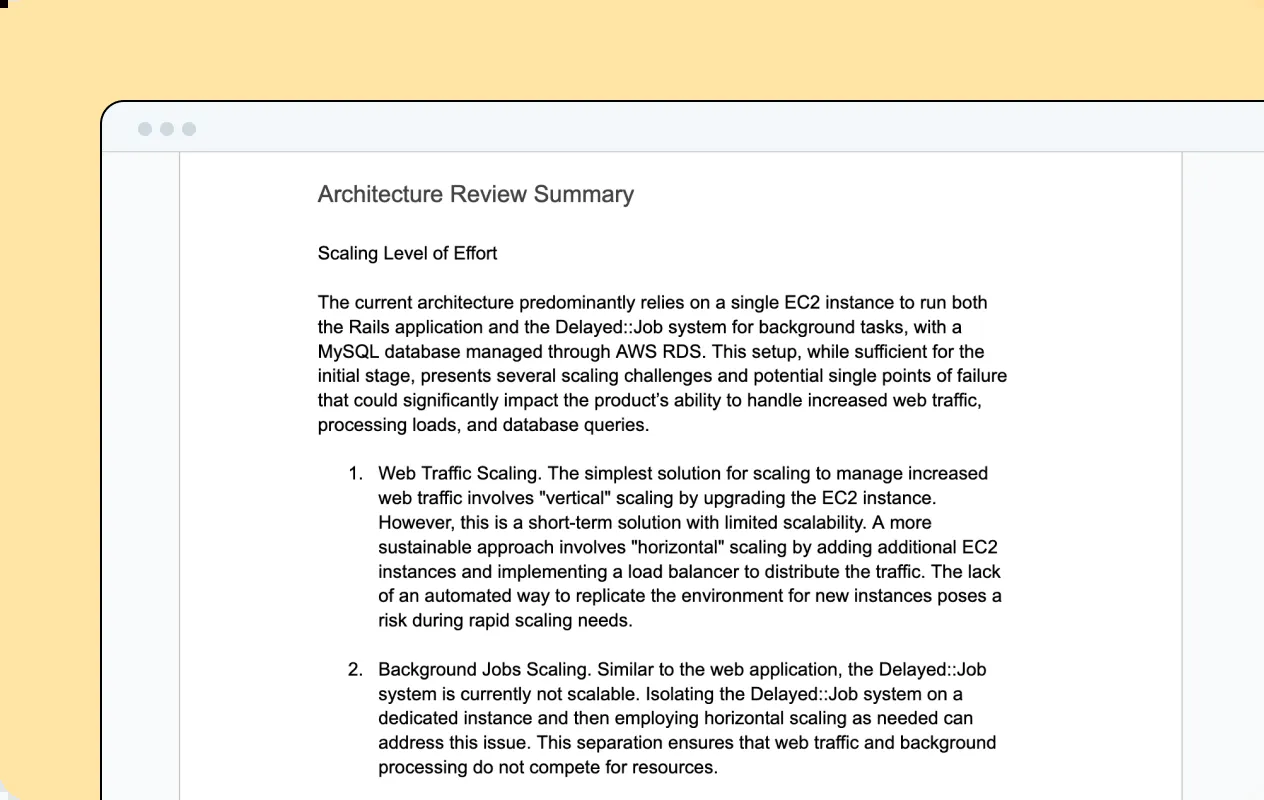 Architecture Review Summary
Scaling Level of Effort
The current architecture predominantly relies on a single EC2 instance to run both
the Rails application and the Delayed::Job system for background tasks, with a
MySQL database managed through AWS RDS. This setup, while sufficient for the
initial stage, presents several scaling challenges and potential single points of failure
that could significantly impact the product's ability to handle increased web traffic,
processing loads, and database queries.
1. Web Traffic Scaling. The simplest solution for scaling to manage increased
web traffic involves "vertical" scaling by upgrading the EC2 instance.
However, this is a short-term solution with limited scalability. A more
sustainable approach involves "horizontal" scaling by adding additional EC2
instances and implementing a load balancer to distribute the traffic. The lack
of an automated way to replicate the environment for new instances poses a
risk during rapid scaling needs.
2. Background Jobs Scaling. Similar to the web application, the Delayed::Job
system is currently not scalable. Isolating the Delayed::Job system on a
dedicated instance and then employing horizontal scaling as needed can
address this issue. This separation ensures that web traffic and background
processing do not compete for resources.